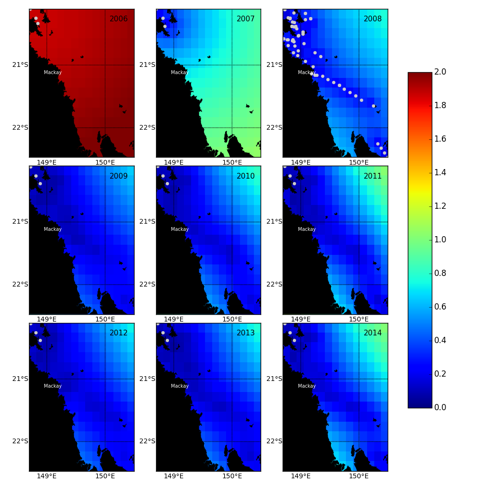 2006 2007 2008
21°S 21°S 21°S
Mackay Mackay Mackay
22°S 22°S 22°S
149°E 150°E 149°E 150°E 149°E 150°E
2009 2010 2011
21°S 21°S 21°S
Mackay Mackay Mackay
22°S 22°S 22°S
149°E 150°E 149°E 150°E 149°E 150°E
2012 2013 2014
21°S 21°S 21°S
Mackay Mackay Mackay
22°S 22°S 22°S
149°E 150°E 149°E 150°E 149°E 150°E
2.0
1.8
1.6
1.4
1.2
1.0
0.8
0.6
0.4
0.2
0.0